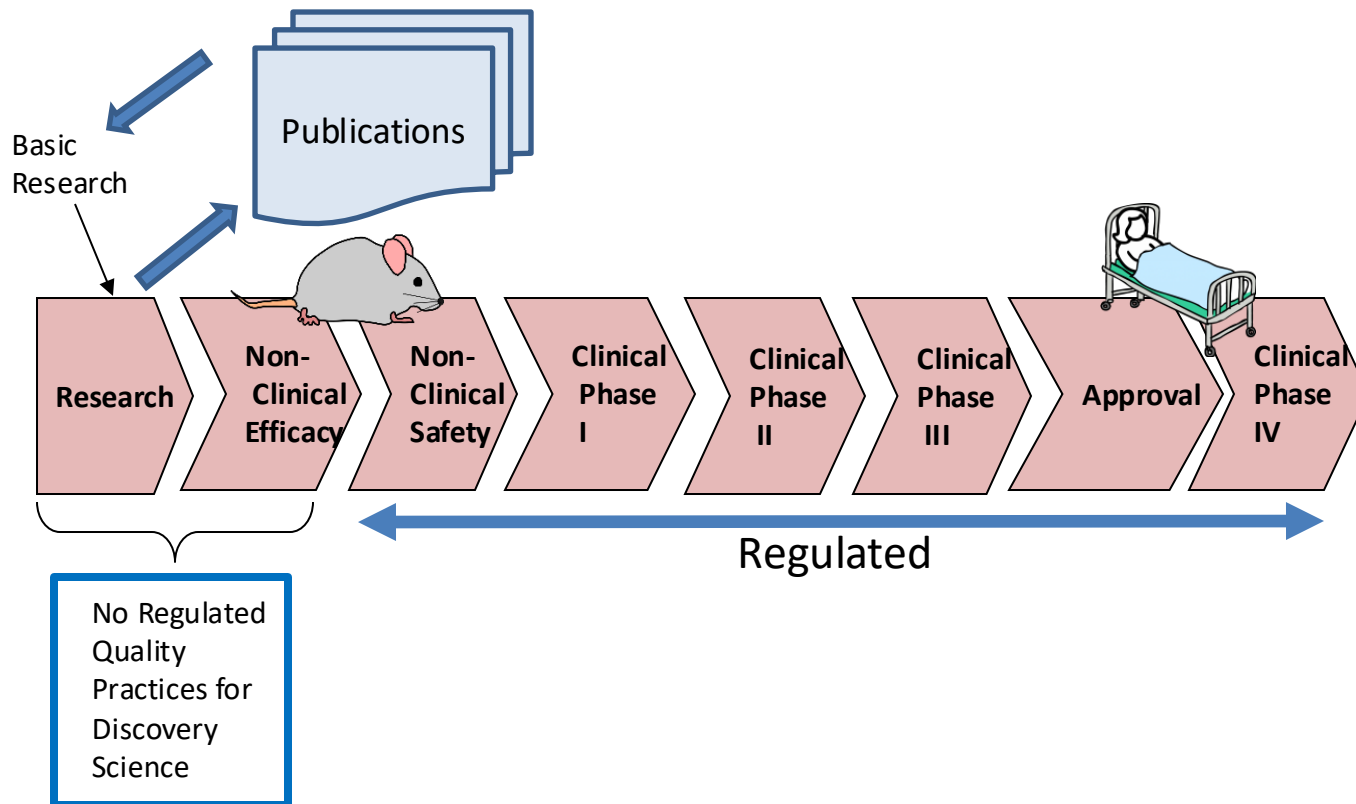 Publications
Basic
Research
Research
Non-
Clinical
Efficacy
Non-
Clinical
Safety
Clinical
Phase
I
Clinical
Phase
II
Clinical
Phase
III
Approval
Clinical
Phase
IV
Regulated
No Regulated
Quality
Practices for
Discovery
Science